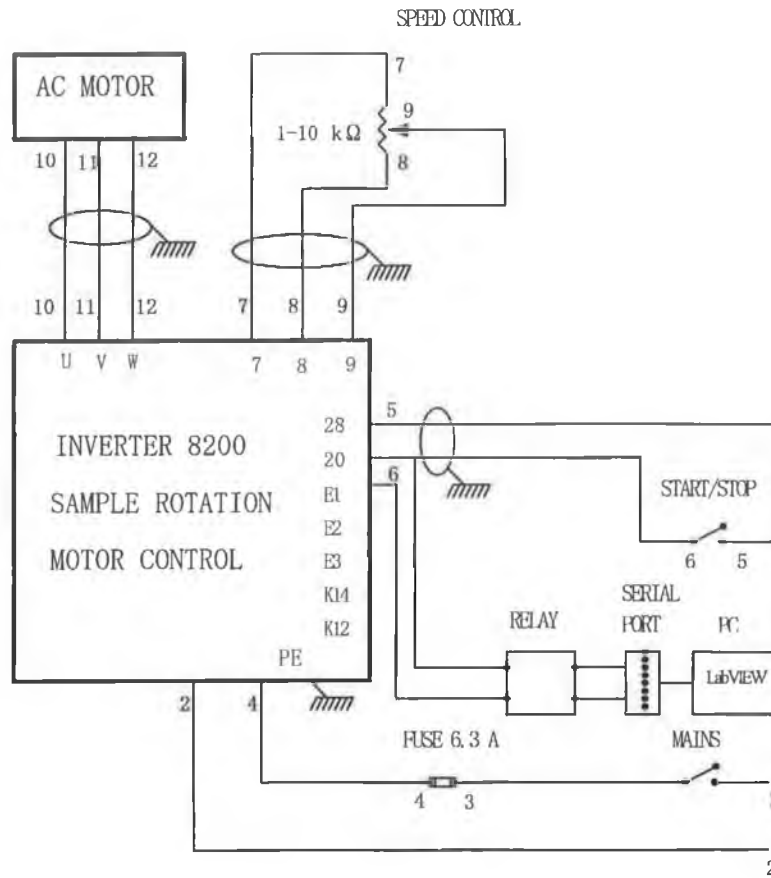 SPEED CONTROL
7
AC MOTOR
9
1-10 kΩ
8
10 11 12
10 11 12 7 8 9
U V W 7 8 9
28 5
INVERTER 8200
20
6
E1
START/STOP
SAMPLE ROTATION
E2
MOTOR CONTROL
E3
6 5
K14
SERIAL
K12
RELAY PORT PC
PE
LabVIEW
2 4
FUSE 6.3 A MAINS
4 3
2